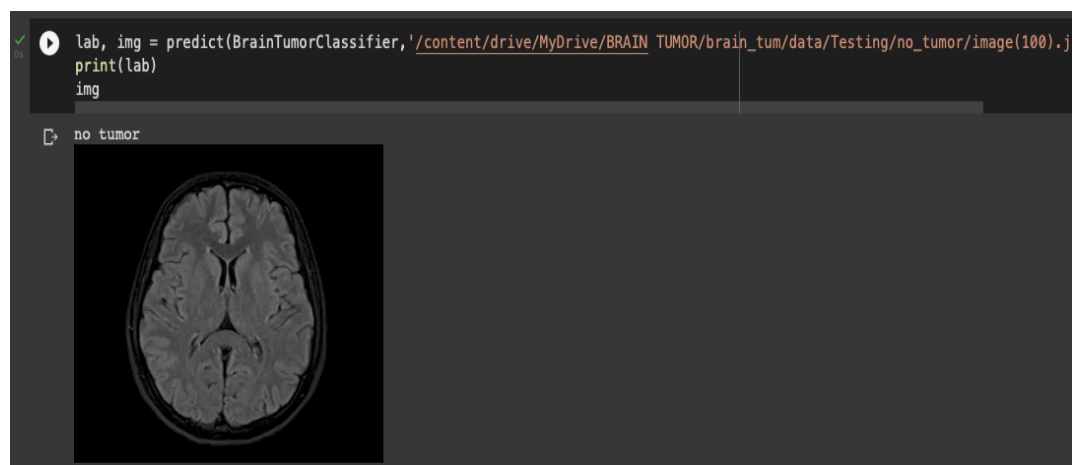 lab, img = predict(BrainTumorClassifier,'/content/drive/MyDrive/BRAIN TUMOR/brain_tum/data/Testing/no_tumor/image(100).j
print(lab)
img
0s
no tumor